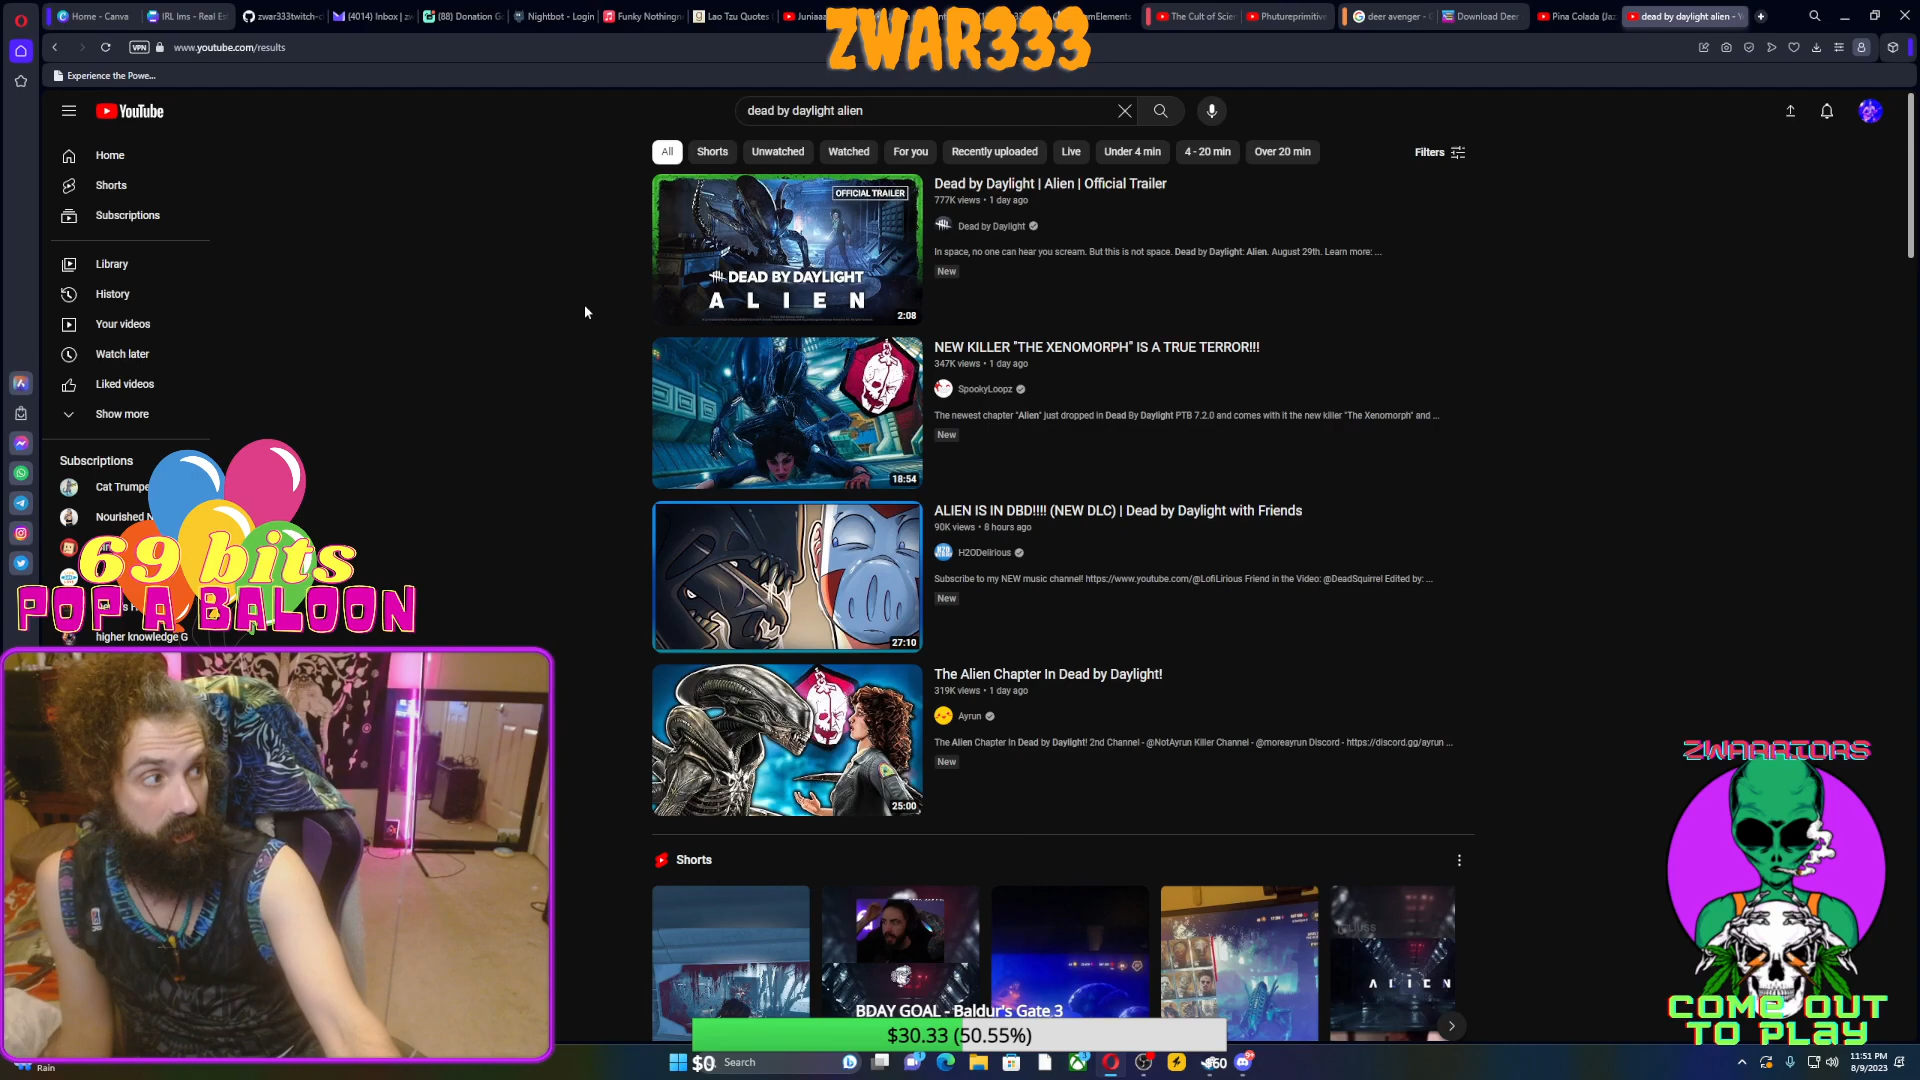 Home - Canva
IRL lms - Real Es
zwar333twitch-c
(4014) Inbox | zw
(88) Donation G
Nightbot - Login
Funky Nothingn
Lao Tzu Quotes
Juniaa
amElements
The Cult of Scien
Phutureprimitive
deer avenger - G
Download Deer
Pina Colada (Jaz
dead by daylight alien - Y
ZWAR333
VPN
www.youtube.com/results
Experience the Powe...
YouTube
dead by daylight alien
Home
Shorts
Subscriptions
Library
History
Your videos
Watch later
Liked videos
Show more
Subscriptions
Cat Trumpe
Nourished N
higher knowledge G
69 bits
POP A BALOON
All
Shorts
Unwatched
Watched
For you
Recently uploaded
Live
Under 4 min
4 - 20 min
Over 20 min
Filters
OFFICIAL TRAILER
DEAD BY DAYLIGHT
ALIEN
2:08
Dead by Daylight | Alien | Official Trailer
777K views • 1 day ago
Dead by Daylight
In space, no one can hear you scream. But this is not space. Dead by Daylight: Alien. August 29th. Learn more: ...
New
18:54
NEW KILLER "THE XENOMORPH" IS A TRUE TERROR!!!
347K views • 1 day ago
SpookyLoopz
The newest chapter "Alien" just dropped in Dead By Daylight PTB 7.2.0 and comes with it the new killer "The Xenomorph" and ...
New
27:10
ALIEN IS IN DBD!!!! (NEW DLC) | Dead by Daylight with Friends
90K views • 8 hours ago
H2ODelirious
Subscribe to my NEW music channel! https://www.youtube.com/@LofiLirious Friend in the Video: @DeadSquirrel Edited by: ...
New
25:00
The Alien Chapter In Dead by Daylight!
319K views • 1 day ago
Ayrun
The Alien Chapter In Dead by Daylight! 2nd Channel - @NotAyrun Killer Channel - @moreayrun Discord - https://discord.gg/ayrun ...
New
Shorts
ALIEN
BDAY GOAL - Baldur's Gate 3
$30.33 (50.55%)
$0
$60
ZWARRIORS
COME OUT
TO PLAY
Rain
Search
11:51 PM
8/9/2023